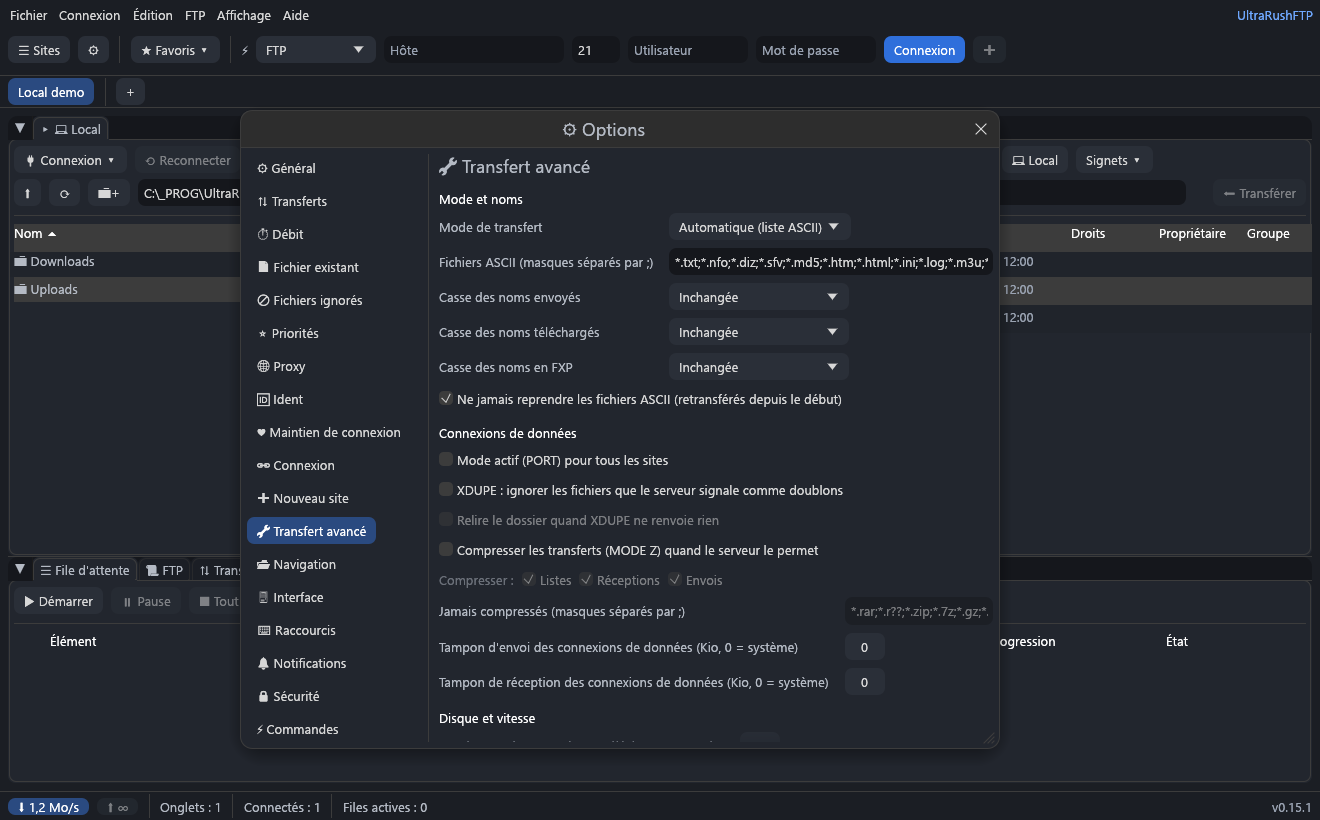 Fichier Connexion Édition FTP Affichage Aide UltraRushFTP
Sites Favoris FTP Hôte 21 Utilisateur Mot de passe Connexion +
Local demo +
Local
Options
Connexion Reconnecter Local Signets
C:\_PROG\UltraR Transférer
Nom Droits Propriétaire Groupe
Downloads 12:00
Uploads 12:00
12:00
Général
Transferts
Débit
Fichier existant
Fichiers ignorés
Priorités
Proxy
Ident
Maintien de connexion
Connexion
Nouveau site
Transfert avancé
Navigation
Interface
Raccourcis
Notifications
Sécurité
Commandes
Transfert avancé
Mode et noms
Mode de transfert Automatique (liste ASCII)
Fichiers ASCII (masques séparés par ;) *.txt;*.nfo;*.diz;*.sfv;*.md5;*.htm;*.html;*.ini;*.log;*.m3u;*
Casse des noms envoyés Inchangée
Casse des noms téléchargés Inchangée
Casse des noms en FXP Inchangée
Ne jamais reprendre les fichiers ASCII (retransférés depuis le début)
Connexions de données
Mode actif (PORT) pour tous les sites
XDUPE : ignorer les fichiers que le serveur signale comme doublons
Relire le dossier quand XDUPE ne renvoie rien
Compresser les transferts (MODE Z) quand le serveur le permet
Compresser : Listes Réceptions Envois
Jamais compressés (masques séparés par ;) *.rar;*.r??;*.zip;*.7z;*.gz;*.
Tampon d'envoi des connexions de données (Kio, 0 = système) 0
Tampon de réception des connexions de données (Kio, 0 = système) 0
Disque et vitesse
File d'attente FTP Trans
Démarrer Pause Tout
Élément ogression État
1,2 Mo/s ∞ Onglets : 1 Connectés : 1 Files actives : 0 v0.15.1